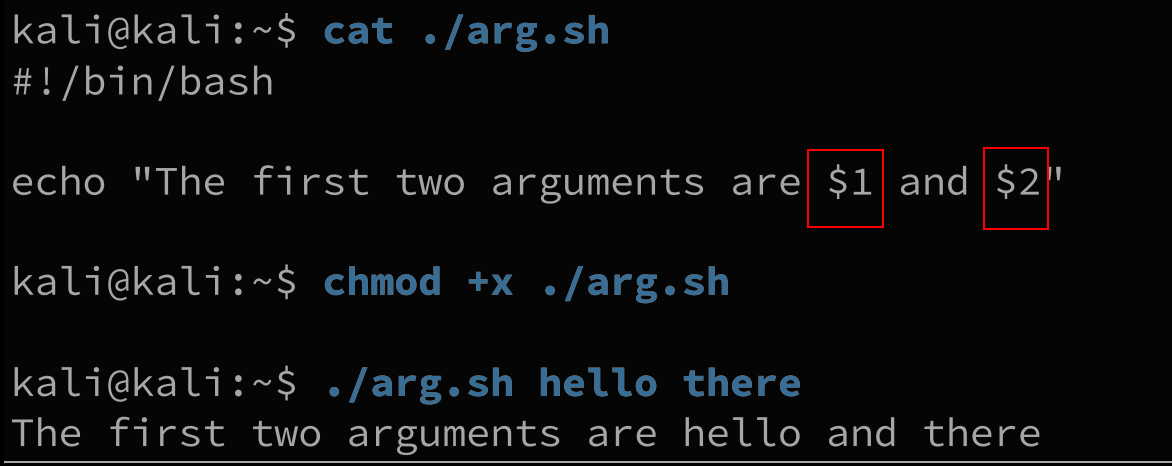 kali@kali:~$ cat ./arg.sh
#!/bin/bash
echo "The first two arguments are $1 and $2"
kali@kali:~$ chmod +x ./arg.sh
kali@kali:~$ ./arg.sh hello there
The first two arguments are hello and there